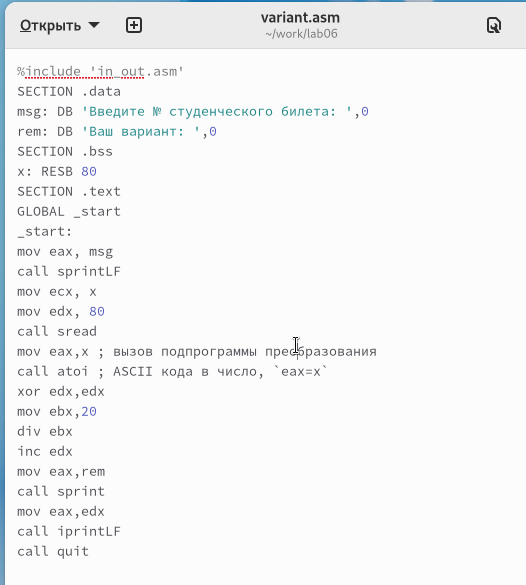 Открыть
variant.asm
~/work/lab06
%include 'in_out.asm'
SECTION .data
msg: DB 'Введите № студенческого билета: ',0
rem: DB 'Ваш вариант: ',0
SECTION .bss
x: RESB 80
SECTION .text
GLOBAL _start
_start:
mov eax, msg
call sprintLF
mov ecx, x
mov edx, 80
call sread
mov eax,x ; вызов подпрограммы преобразования
call atoi ; ASCII кода в число, `eax=x`
xor edx,edx
mov ebx,20
div ebx
inc edx
mov eax,rem
call sprint
mov eax,edx
call iprintLF
call quit